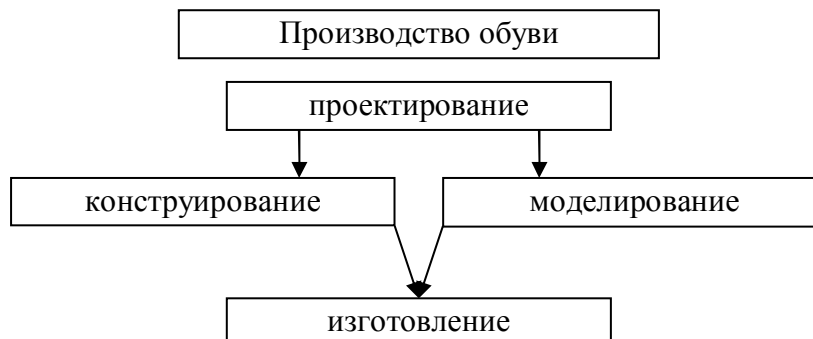 Производство обуви
проектирование
конструирование
моделирование
изготовление